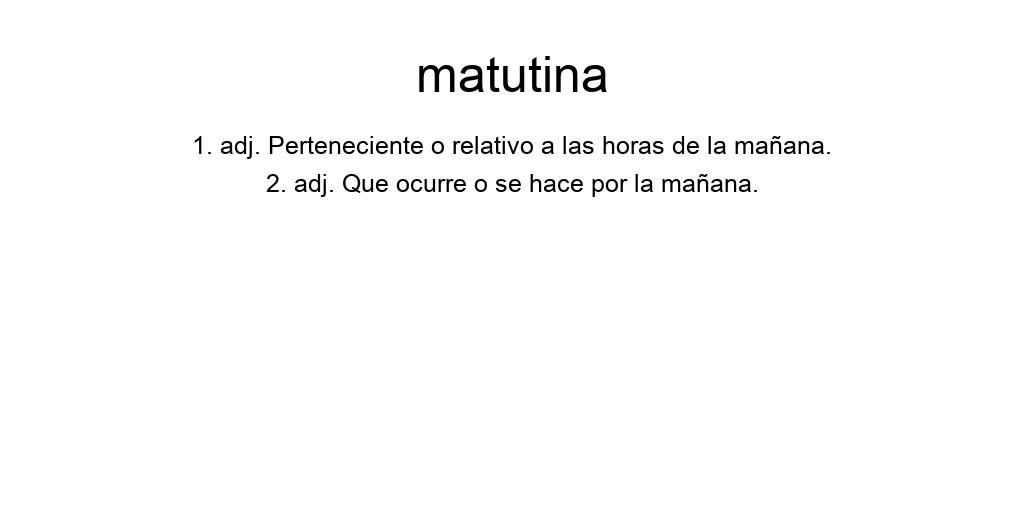 matutina
1. adj. Perteneciente o relativo a las horas de la mañana.
2. adj. Que ocurre o se hace por la mañana.